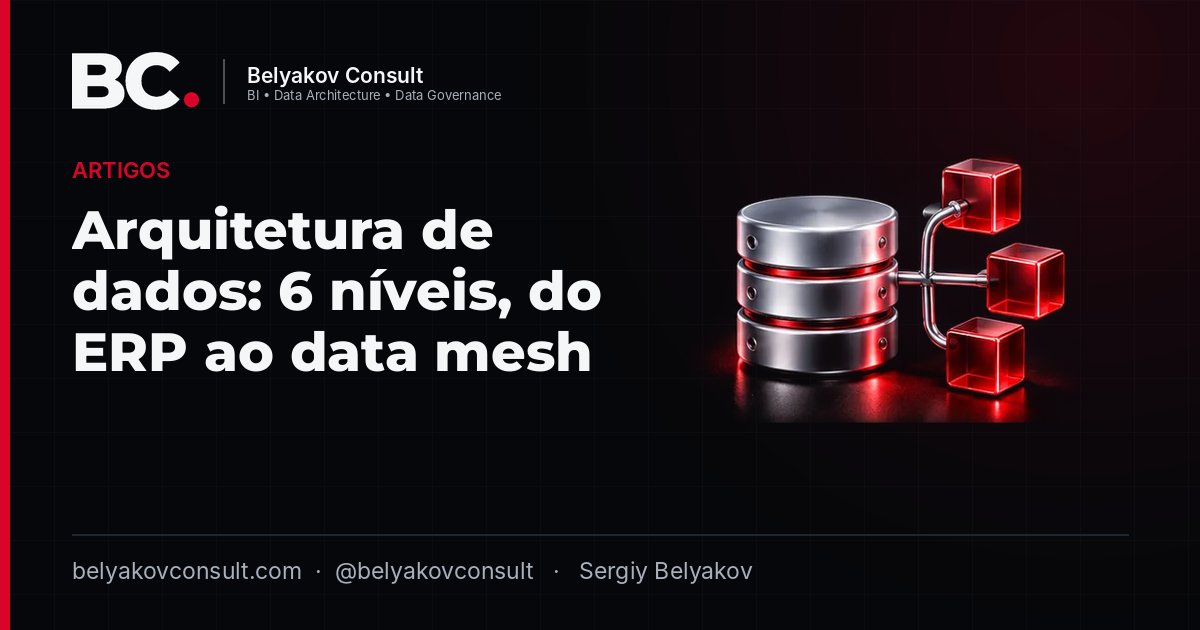 BC.
Belyakov Consult
BI • Data Architecture • Data Governance
ARTIGOS
Arquitetura de
dados: 6 níveis, do
ERP ao data mesh
belyakovconsult.com · @belyakovconsult · Sergiy Belyakov